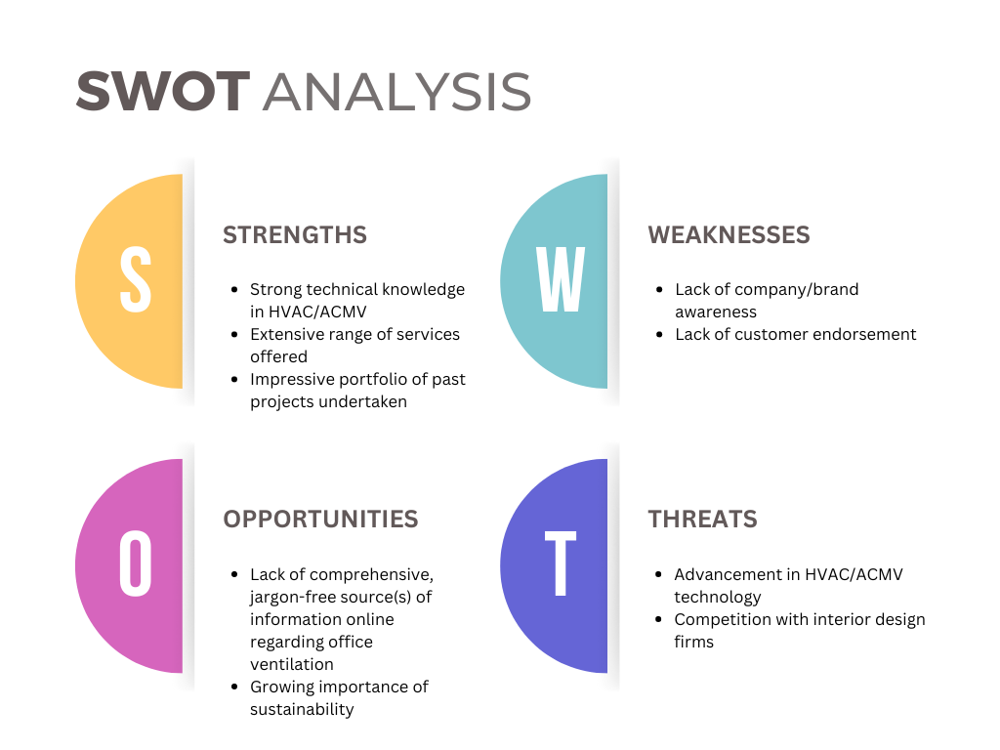 SWOT ANALYSIS
S
STRENGTHS
• Strong technical knowledge
in HVAC/ACMV
• Extensive range of services
offered
• Impressive portfolio of past
projects undertaken
W
WEAKNESSES
• Lack of company/brand
awareness
• Lack of customer endorsement
O
OPPORTUNITIES
• Lack of comprehensive,
jargon-free source(s) of
information online
regarding office
ventilation
• Growing importance of
sustainability
T
THREATS
• Advancement in HVAC/ACMV
technology
• Competition with interior design
firms